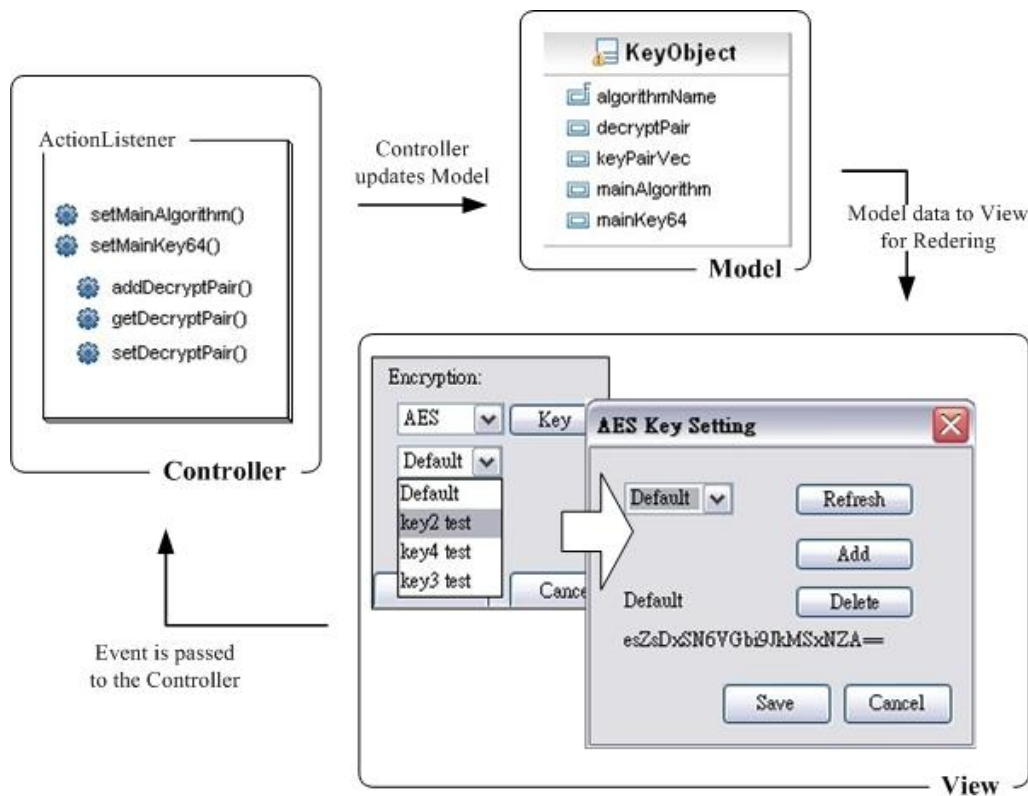 KeyObject
algorithmName
decryptPair
keyPairVec
mainAlgorithm
mainKey64
Model
ActionListener
setMainAlgorithm()
setMainKey64()
addDecryptPair()
getDecryptPair()
setDecryptPair()
Controller
Controller
updates Model
Model data to View
for Redering
Encryption:
AES
Key
Default
Default
key2 test
key4 test
key3 test
Cance
AES Key Setting
Default
Refresh
Add
Default
Delete
esZsDxSN6VGbi9JkMSxNZA==
Save
Cancel
View
Event is passed
to the Controller